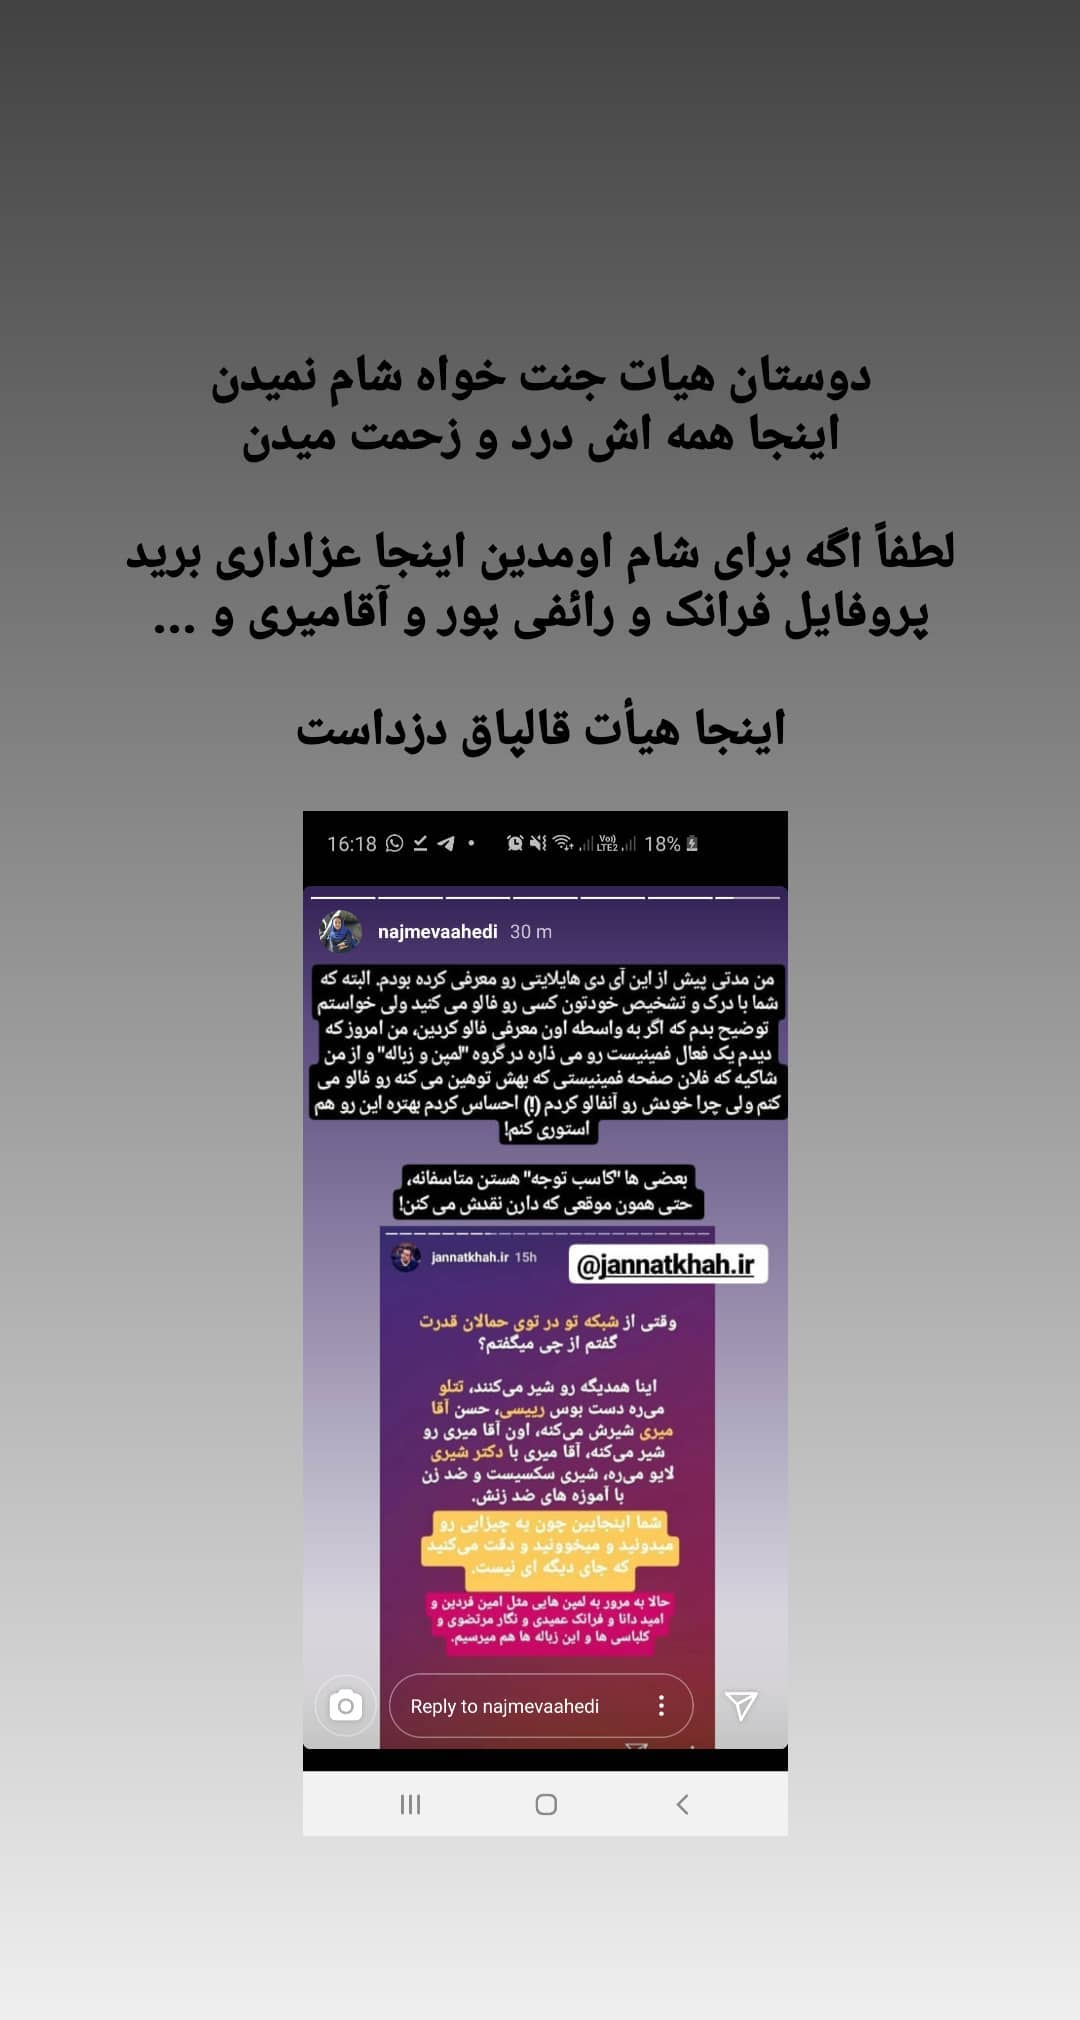 دوستان هیات جنت خواه شام نمیدن
اینجا همه اش درد و زحمت میدن
لطفاً اگه برای شام اومدین اینجا عزاداری برید
پروفایل فرانک و رائفی پور و آقامیری و ...
اینجا هیأت قالپاق دزداست
16:18
Vo)) LTE2 18%
najmevaahedi 30 m
من مدتی پیش از این آی دی هایلایتی رو معرفی کرده بودم. البته که
شما با درک و تشخیص خودتون کسی رو فالو می کنید ولی خواستم
توضیح بدم که اگر به واسطه اون معرفی فالو کردین، من امروز که
دیدم یک فعال فمینیست رو می ذاره در گروه "لمپن و زباله" و از من
شاکیه که فلان صفحه فمینیستی که بهش توهین می کنه رو فالو می
کنم ولی چرا خودش رو آنفالو کردم (!) احساس کردم بهتره این رو هم
استوری کنم!
بعضی ها "کاسب توجه" هستن متاسفانه،
حتی همون موقعی که دارن نقدش می کنن!
jannatkhah.ir 15h
@jannatkhah.ir
وقتی از شبکه تو در توی حمالان قدرت
گفتم از چی میگفتم؟
اینا همدیگه رو شیر می‌کنند، تتلو
می‌ره دست بوس رییسی، حسن آقا
میری شیرش می‌کنه، اون آقا میری رو
شیر می‌کنه، آقا میری با دکتر شیری
لایو می‌ره، شیری سکسیست و ضد زن
با آموزه های ضد زنش.
شما اینجایین چون یه چیزایی رو
میدونید و میخوونید و دقت می‌کنید
که جای دیگه ای نیست.
حالا به مرور به لمپن هایی مثل امین فردین و
امید دانا و فرانک عمیدی و نگار مرتضوی و
کلباسی ها و این زباله ها هم میرسیم.
Reply to najmevaahedi